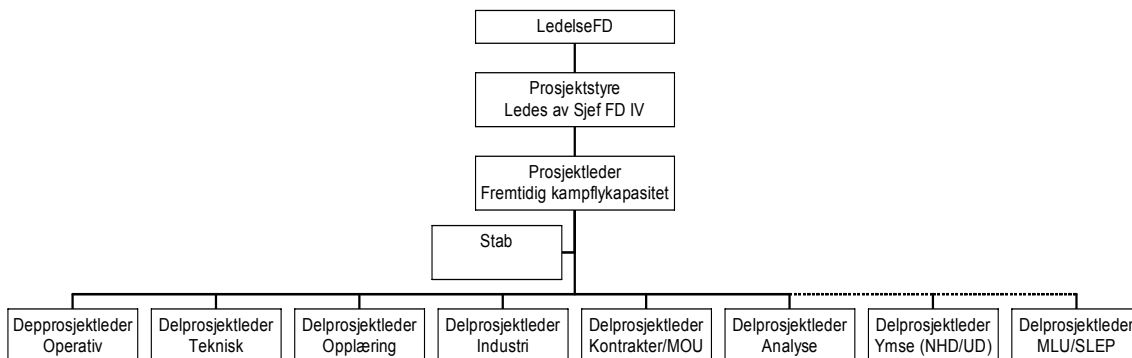 LedelseFD
Prosjektstyre
Ledes av Sjef FD IV
Prosjektleder
Fremtidig kampflykapasitet
Stab
Depprosjektleder
Operativ
Delprosjektleder
Teknisk
Delprosjektleder
Opplæring
Delprosjektleder
Industri
Delprosjektleder
Kontrakter/MOU
Delprosjektleder
Analyse
Delprosjektleder
Ymse (NHD/UD)
Delprosjektleder
MLU/SLEP